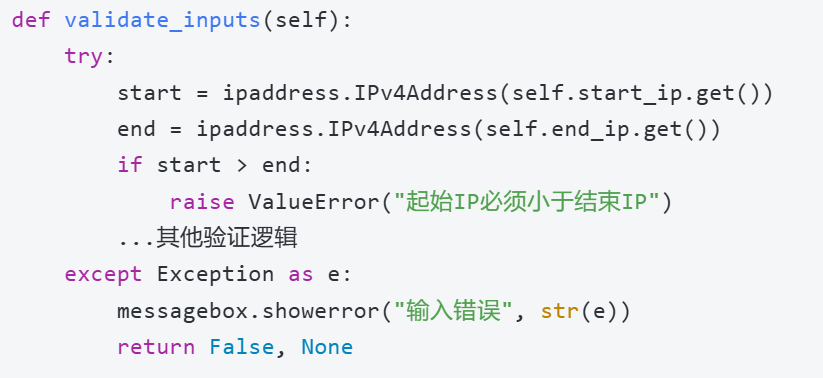 def validate_inputs(self):
    try:
        start = ipaddress.IPv4Address(self.start_ip.get())
        end = ipaddress.IPv4Address(self.end_ip.get())
        if start > end:
            raise ValueError("起始IP必须小于结束IP")
        ...其他验证逻辑
    except Exception as e:
        messagebox.showerror("输入错误", str(e))
        return False, None